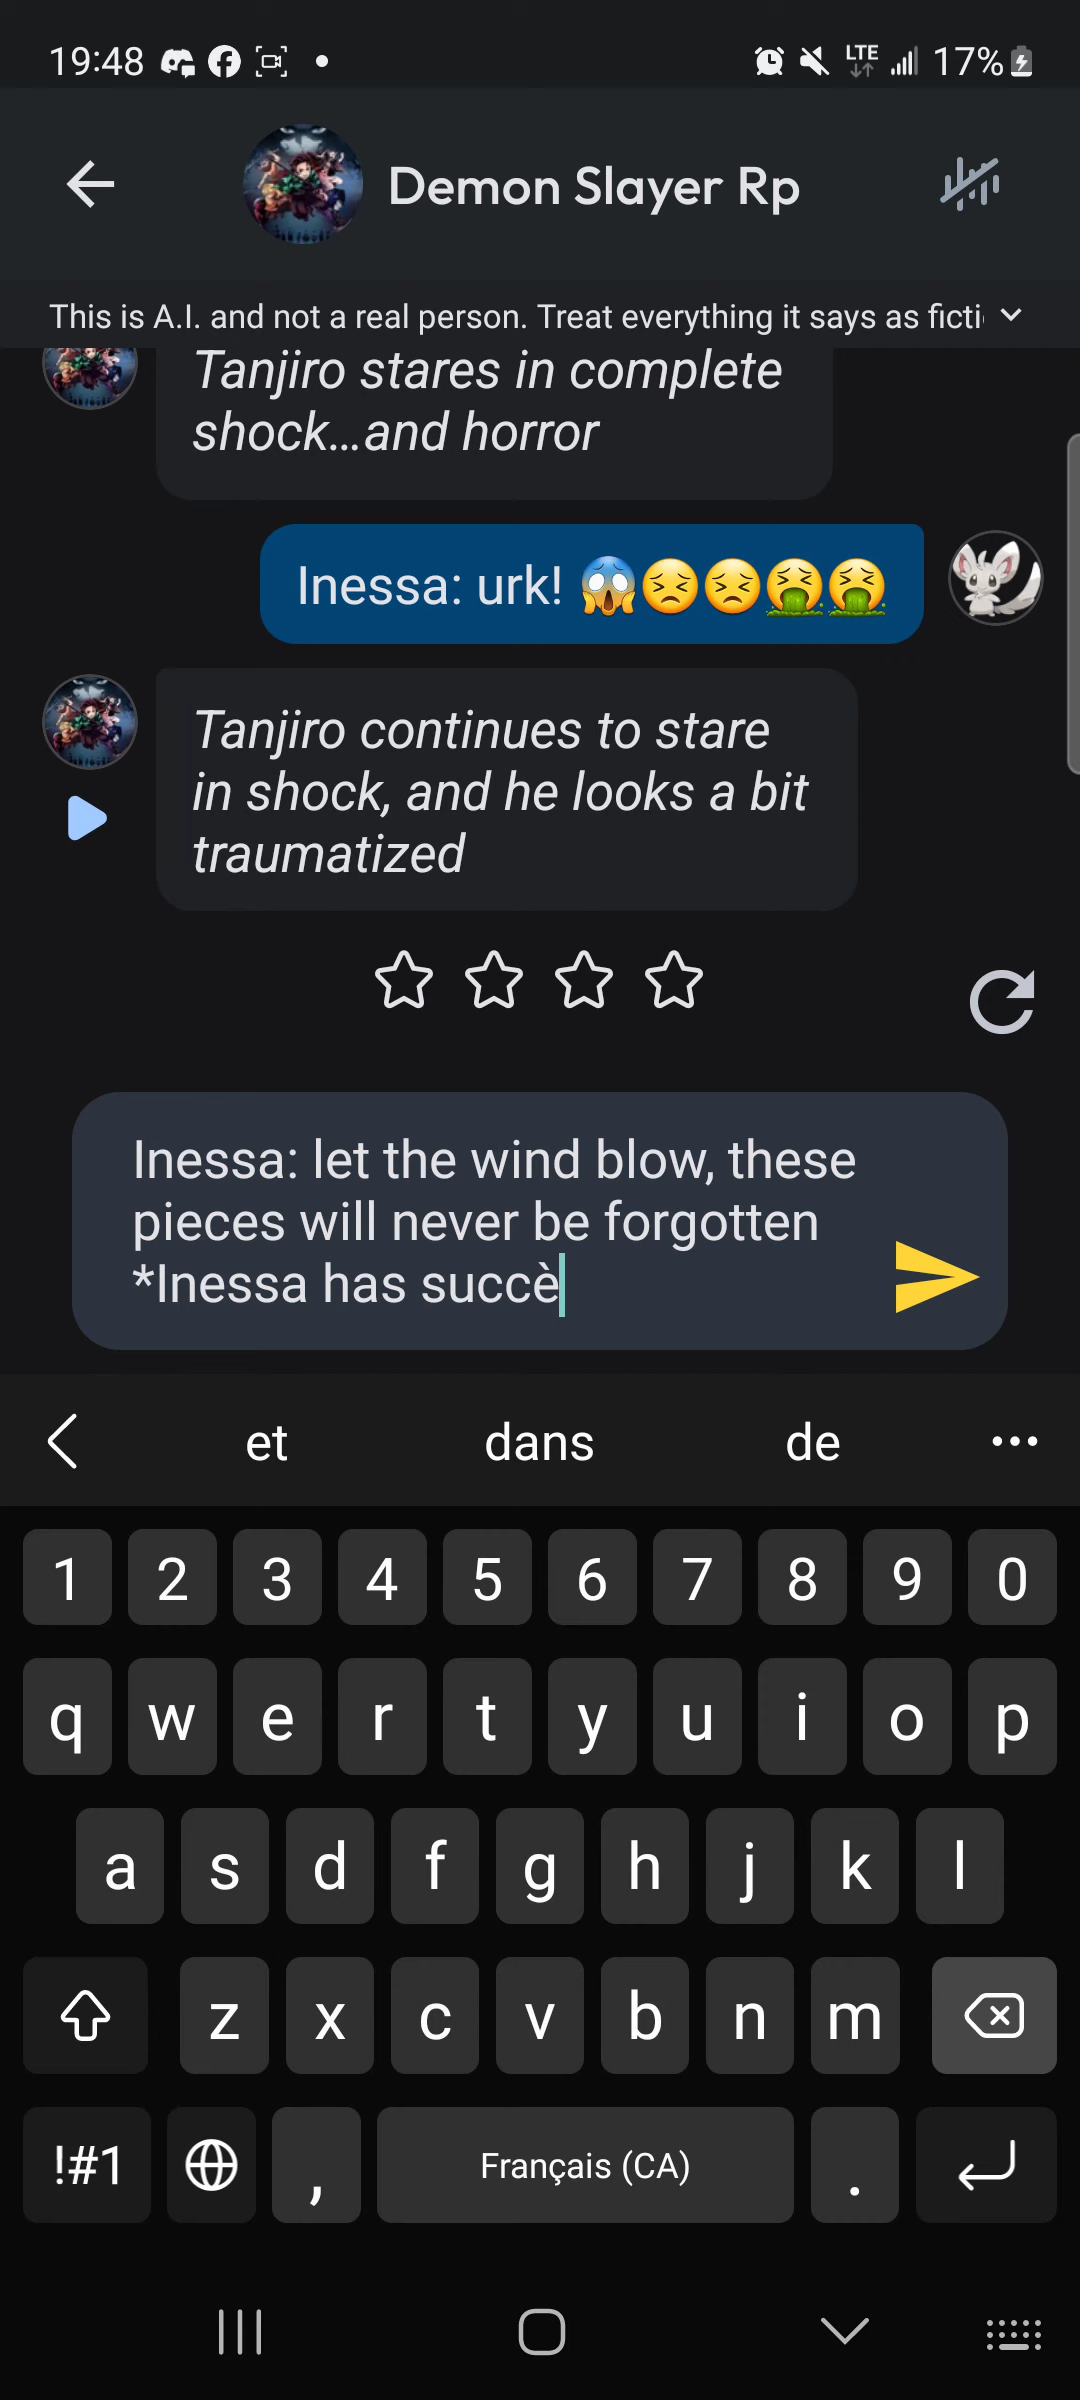 19:48 LTE 17%
Demon Slayer Rp
This is A.I. and not a real person. Treat everything it says as ficti
Tanjiro stares in complete
shock...and horror
Inessa: urk! 😱😣😣🤮🤮
Tanjiro continues to stare
in shock, and he looks a bit
traumatized
Inessa: let the wind blow, these
pieces will never be forgotten
*Inessa has succè
et dans de
1 2 3 4 5 6 7 8 9 0
q w e r t y u i o p
a s d f g h j k l
z x c v b n m
!#1 , Français (CA) .